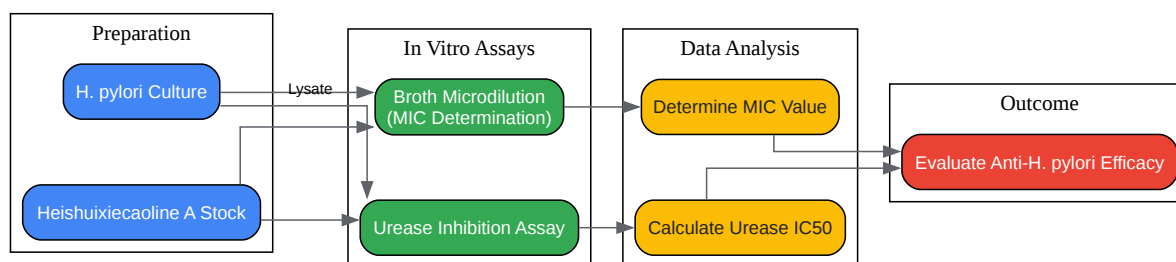 Preparation
H. pylori Culture
Heishuixiecaoline A Stock
Lysate
In Vitro Assays
Broth Microdilution
(MIC Determination)
Urease Inhibition Assay
Data Analysis
Determine MIC Value
Calculate Urease IC50
Outcome
Evaluate Anti-H. pylori Efficacy